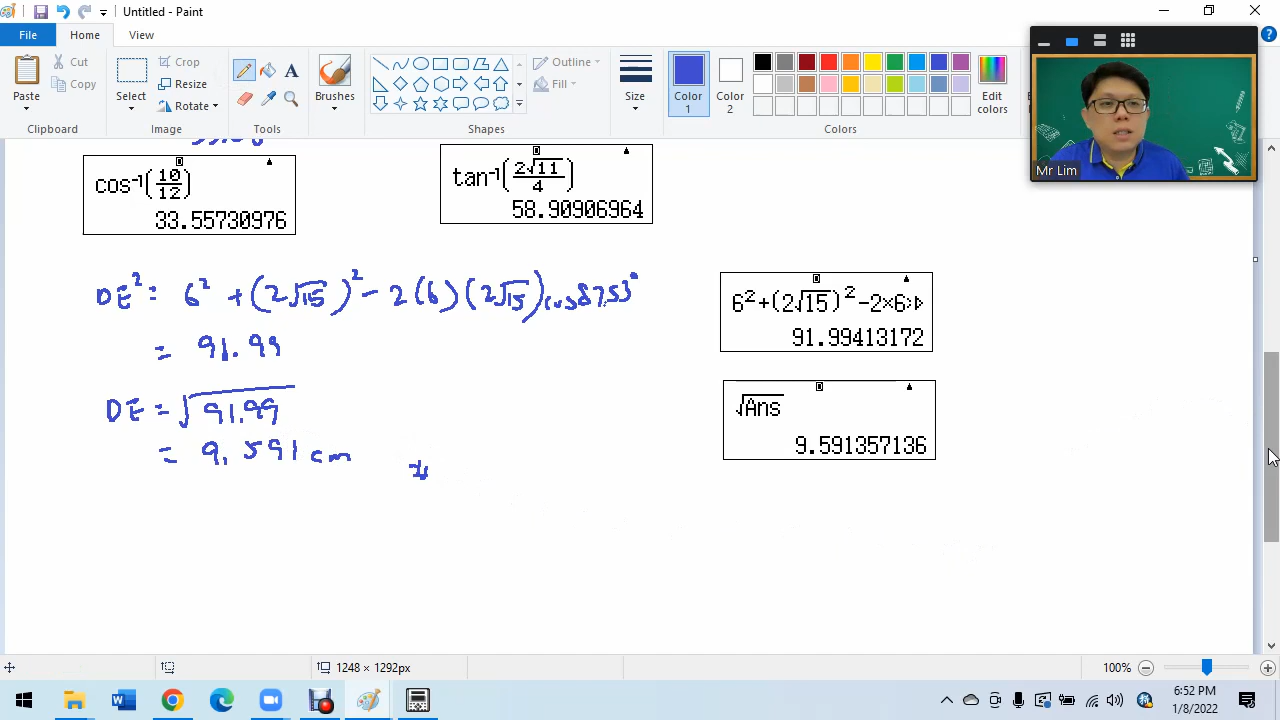 Untitled - Paint
File Home View
Paste
Cut
Copy
Clipboard
Select
Crop
Resize
Rotate
Image
A
Tools
Brushes
Outline
Fill
Shapes
Size
Color 1
Color 2
Edit colors
Colors
Mr Lim
cos⁻¹(10/12)
33.55730976
tan⁻¹(2√11/4)
58.90906964
DE² = 6² + (2√15)² - 2(6)(2√15)cos87.53°
= 91.99
DE = √91.99
= 9.591 cm
6²+(2√15)²-2×6×
91.99413172
√Ans
9.591357136
1248 × 1292px
100%
6:52 PM
1/8/2022